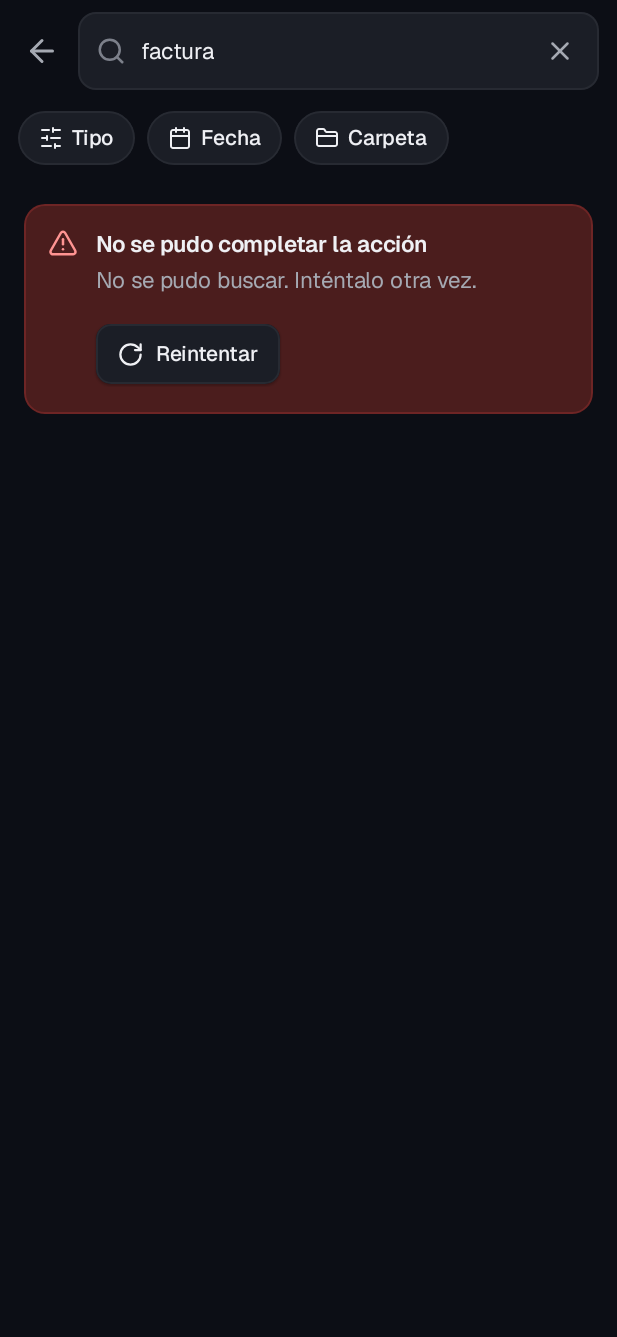 factura
Tipo
Fecha
Carpeta
No se pudo completar la acción
No se pudo buscar. Inténtalo otra vez.
Reintentar